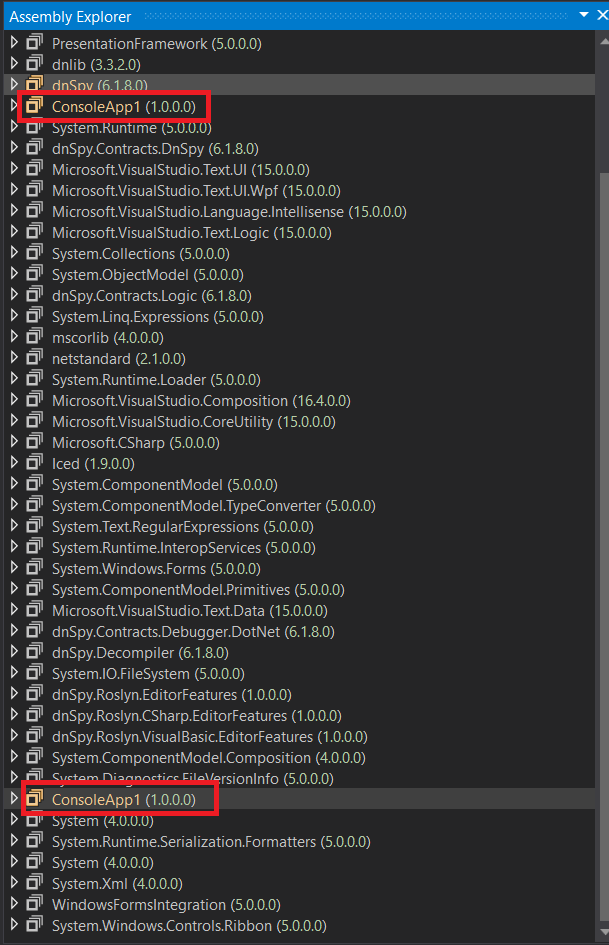 Assembly Explorer
PresentationFramework (5.0.0.0)
dnlib (3.3.2.0)
dnSpy (6.1.8.0)
ConsoleApp1 (1.0.0.0)
System.Runtime (5.0.0.0)
dnSpy.Contracts.DnSpy (6.1.8.0)
Microsoft.VisualStudio.Text.UI (15.0.0.0)
Microsoft.VisualStudio.Text.UI.Wpf (15.0.0.0)
Microsoft.VisualStudio.Language.Intellisense (15.0.0.0)
Microsoft.VisualStudio.Text.Logic (15.0.0.0)
System.Collections (5.0.0.0)
System.ObjectModel (5.0.0.0)
dnSpy.Contracts.Logic (6.1.8.0)
System.Linq.Expressions (5.0.0.0)
mscorlib (4.0.0.0)
netstandard (2.1.0.0)
System.Runtime.Loader (5.0.0.0)
Microsoft.VisualStudio.Composition (16.4.0.0)
Microsoft.VisualStudio.CoreUtility (15.0.0.0)
Microsoft.CSharp (5.0.0.0)
Iced (1.9.0.0)
System.ComponentModel (5.0.0.0)
System.ComponentModel.TypeConverter (5.0.0.0)
System.Text.RegularExpressions (5.0.0.0)
System.Runtime.InteropServices (5.0.0.0)
System.Windows.Forms (5.0.0.0)
System.ComponentModel.Primitives (5.0.0.0)
Microsoft.VisualStudio.Text.Data (15.0.0.0)
dnSpy.Contracts.Debugger.DotNet (6.1.8.0)
dnSpy.Decompiler (6.1.8.0)
System.IO.FileSystem (5.0.0.0)
dnSpy.Roslyn.EditorFeatures (1.0.0.0)
dnSpy.Roslyn.CSharp.EditorFeatures (1.0.0.0)
dnSpy.Roslyn.VisualBasic.EditorFeatures (1.0.0.0)
System.ComponentModel.Composition (4.0.0.0)
System.Diagnostics.FileVersionInfo (5.0.0.0)
ConsoleApp1 (1.0.0.0)
System (4.0.0.0)
System.Runtime.Serialization.Formatters (5.0.0.0)
System (4.0.0.0)
System.Xml (4.0.0.0)
WindowsFormsIntegration (5.0.0.0)
System.Windows.Controls.Ribbon (5.0.0.0)